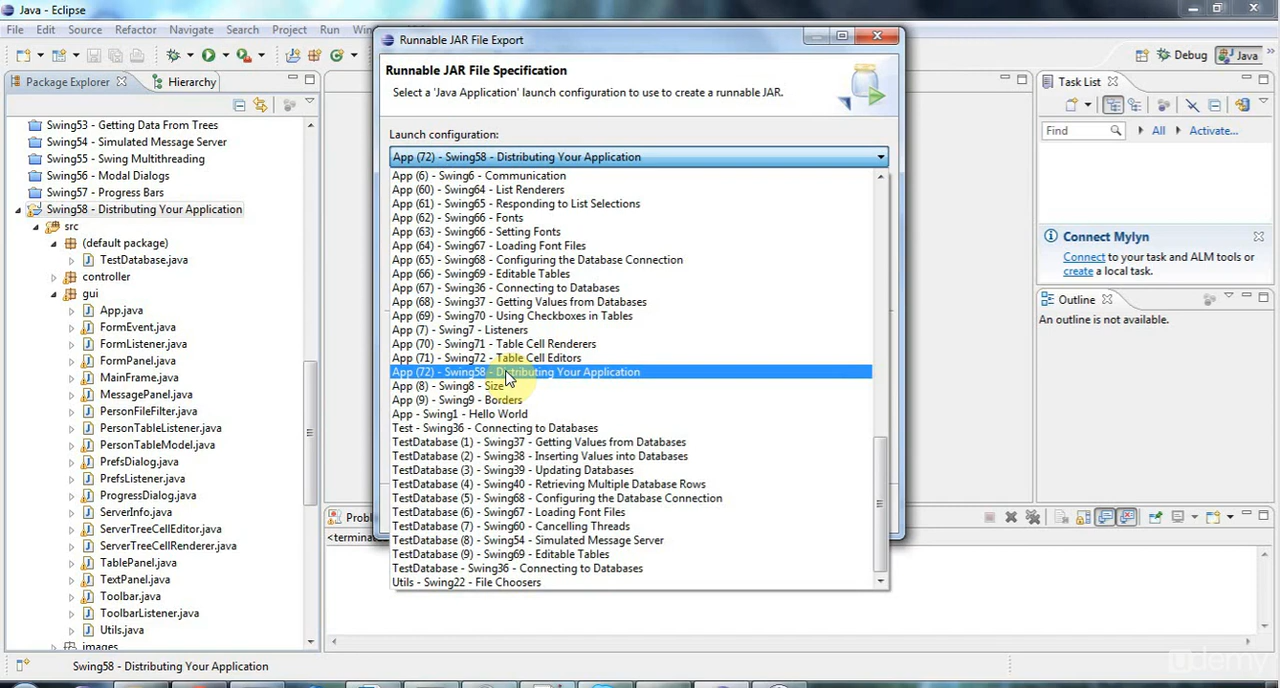 Java - Eclipse
File Edit Source Refactor Navigate Search Project Run Win
Debug
Java
Package Explorer
Hierarchy
Swing53 - Getting Data From Trees
Swing54 - Simulated Message Server
Swing55 - Swing Multithreading
Swing56 - Modal Dialogs
Swing57 - Progress Bars
Swing58 - Distributing Your Application
src
(default package)
TestDatabase.java
controller
gui
App.java
FormEvent.java
FormListener.java
FormPanel.java
MainFrame.java
MessagePanel.java
PersonFileFilter.java
PersonTableListener.java
PersonTableModel.java
PrefsDialog.java
PrefsListener.java
ProgressDialog.java
ServerInfo.java
ServerTreeCellEditor.java
ServerTreeCellRenderer.java
TablePanel.java
TextPanel.java
Toolbar.java
ToolbarListener.java
Utils.java
images
Runnable JAR File Export
Runnable JAR File Specification
Select a 'Java Application' launch configuration to use to create a runnable JAR.
Launch configuration:
App (72) - Swing58 - Distributing Your Application
App (6) - Swing6 - Communication
App (60) - Swing64 - List Renderers
App (61) - Swing65 - Responding to List Selections
App (62) - Swing66 - Fonts
App (63) - Swing66 - Setting Fonts
App (64) - Swing67 - Loading Font Files
App (65) - Swing68 - Configuring the Database Connection
App (66) - Swing69 - Editable Tables
App (67) - Swing36 - Connecting to Databases
App (68) - Swing37 - Getting Values from Databases
App (69) - Swing70 - Using Checkboxes in Tables
App (7) - Swing7 - Listeners
App (70) - Swing71 - Table Cell Renderers
App (71) - Swing72 - Table Cell Editors
App (72) - Swing58 - Distributing Your Application
App (8) - Swing8 - Size
App (9) - Swing9 - Borders
App - Swing1 - Hello World
Test - Swing36 - Connecting to Databases
TestDatabase (1) - Swing37 - Getting Values from Databases
TestDatabase (2) - Swing38 - Inserting Values into Databases
TestDatabase (3) - Swing39 - Updating Databases
TestDatabase (4) - Swing40 - Retrieving Multiple Database Rows
TestDatabase (5) - Swing68 - Configuring the Database Connection
TestDatabase (6) - Swing67 - Loading Font Files
TestDatabase (7) - Swing60 - Cancelling Threads
TestDatabase (8) - Swing54 - Simulated Message Server
TestDatabase (9) - Swing69 - Editable Tables
TestDatabase - Swing36 - Connecting to Databases
Utils - Swing22 - File Choosers
Probl
<termina
Task List
Find
All
Activate...
Connect Mylyn
Connect to your task and ALM tools or
create a local task.
Outline
An outline is not available.
Swing58 - Distributing Your Application
udemy